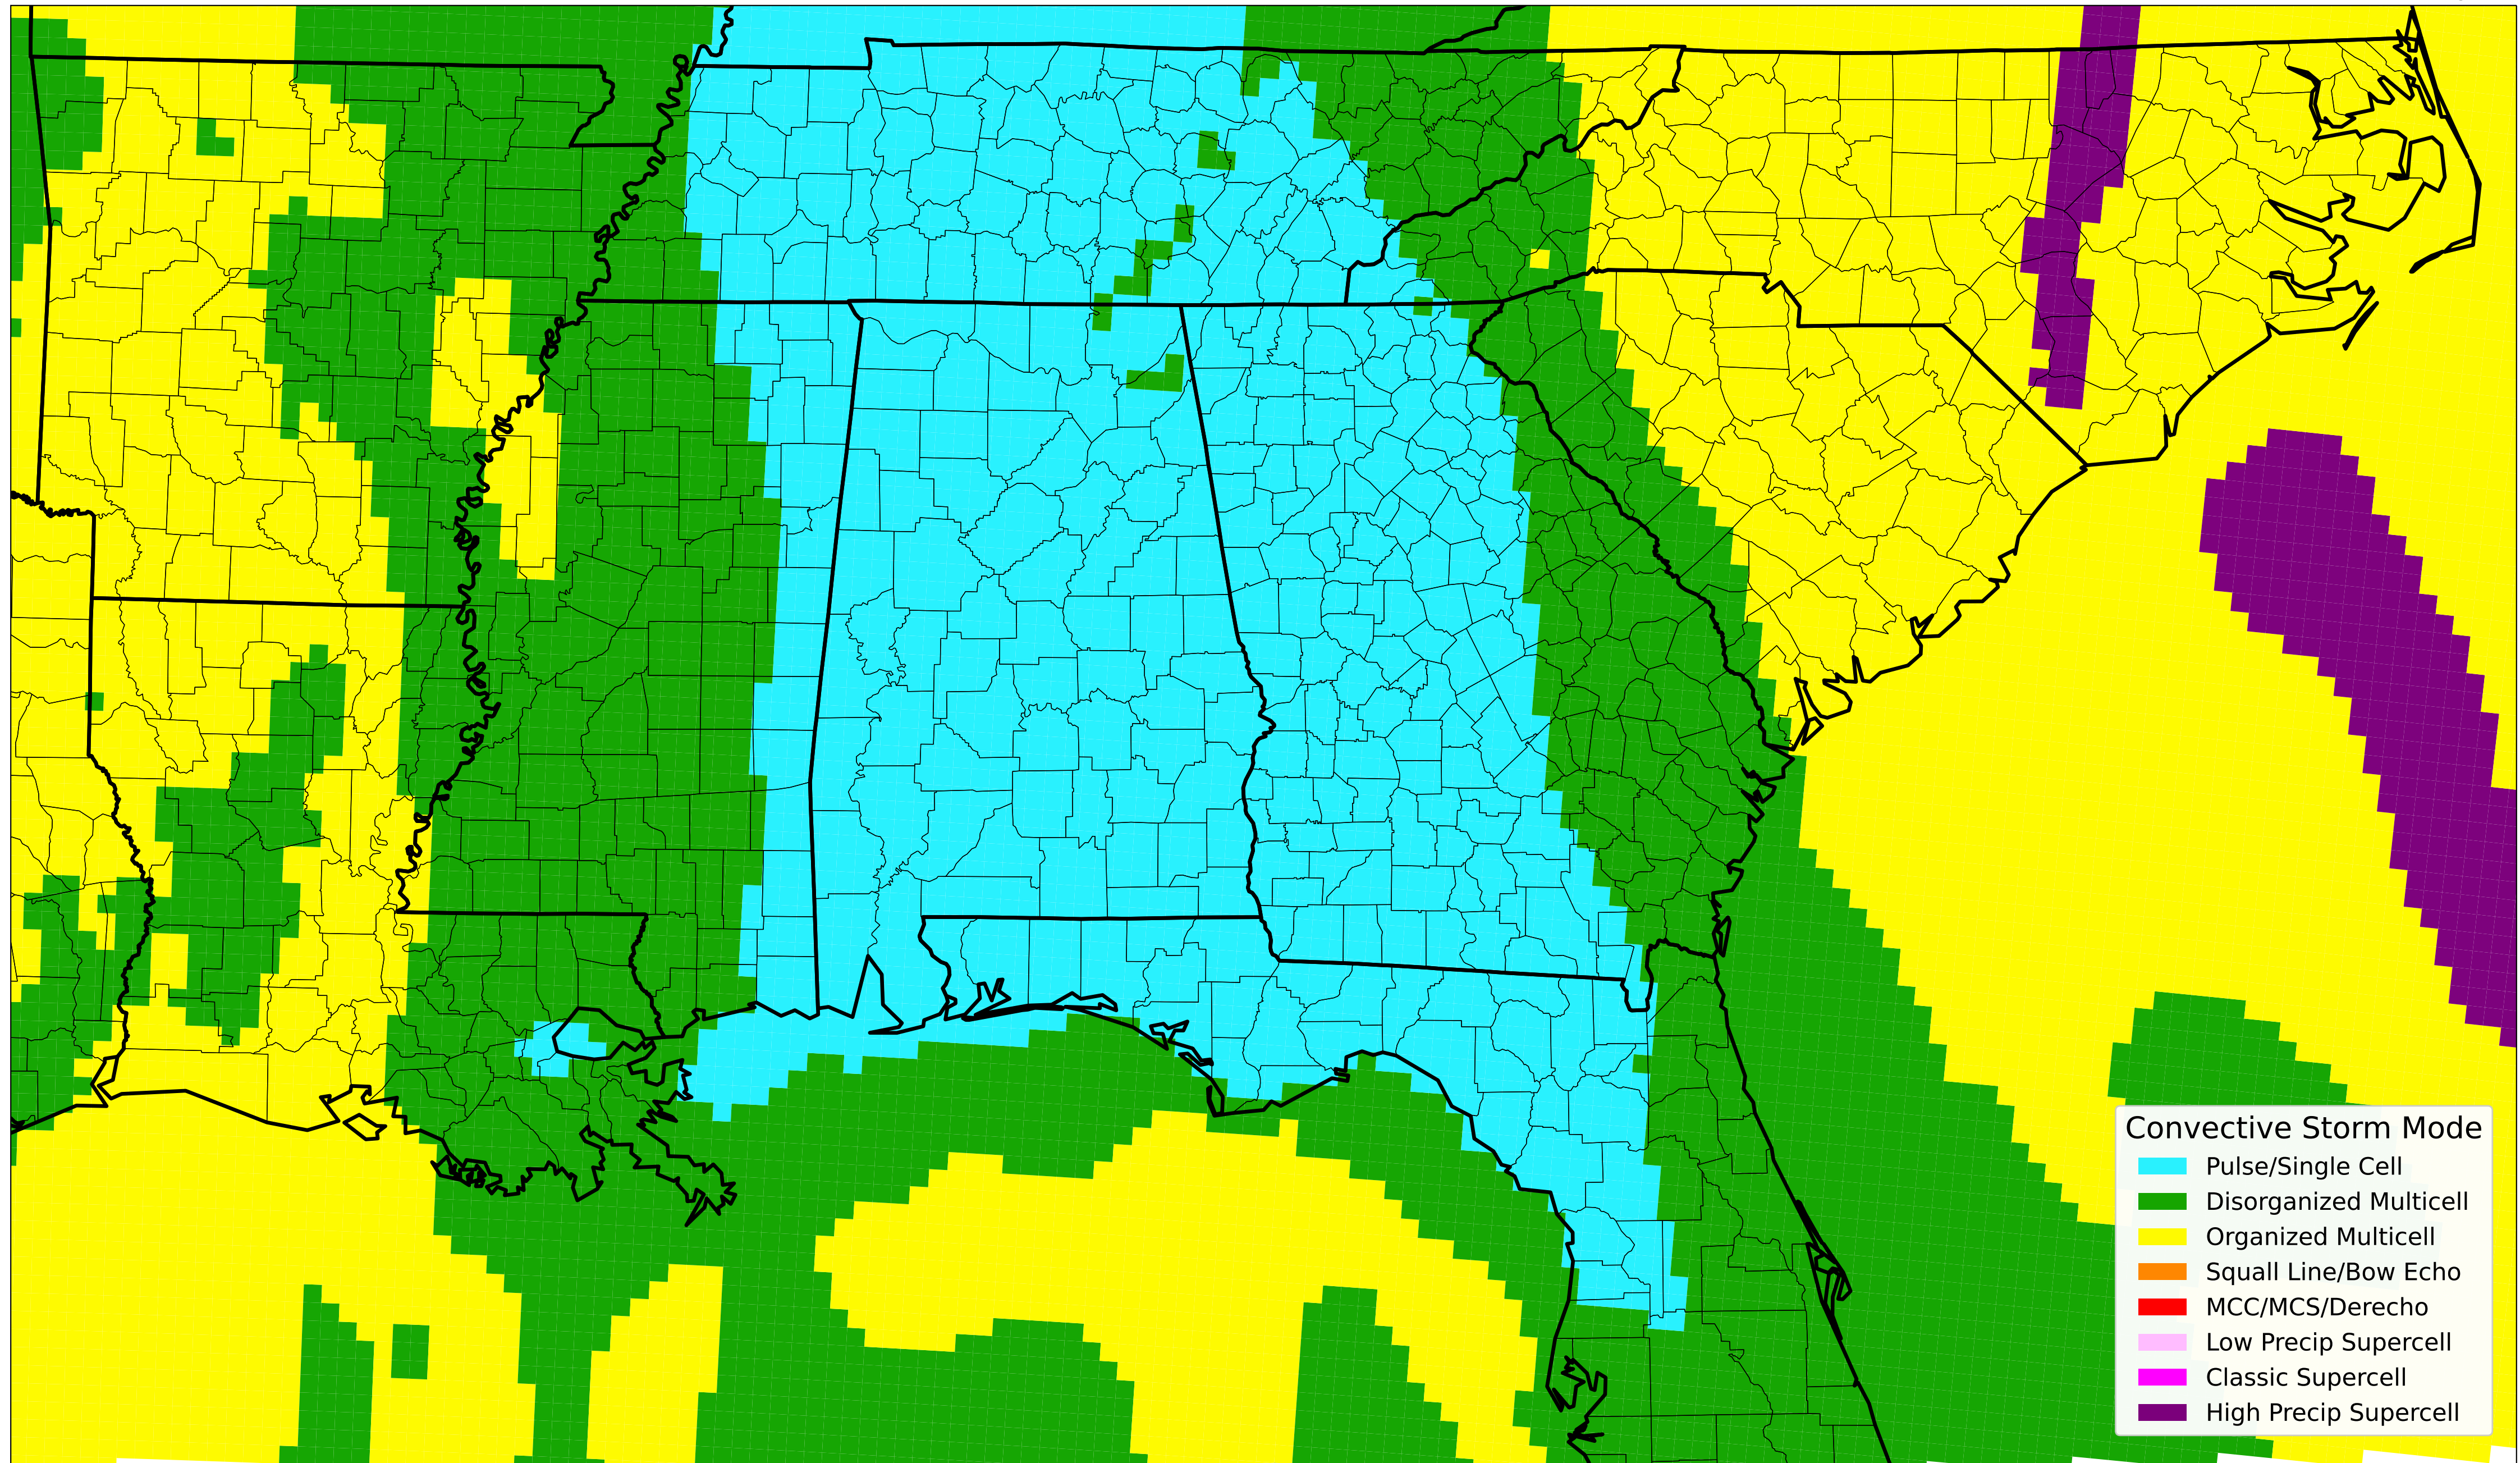 Convective Storm Mode
Pulse/Single Cell
Disorganized Multicell
Organized Multicell
Squall Line/Bow Echo
MCC/MCS/Derecho
Low Precip Supercell
Classic Supercell
High Precip Supercell